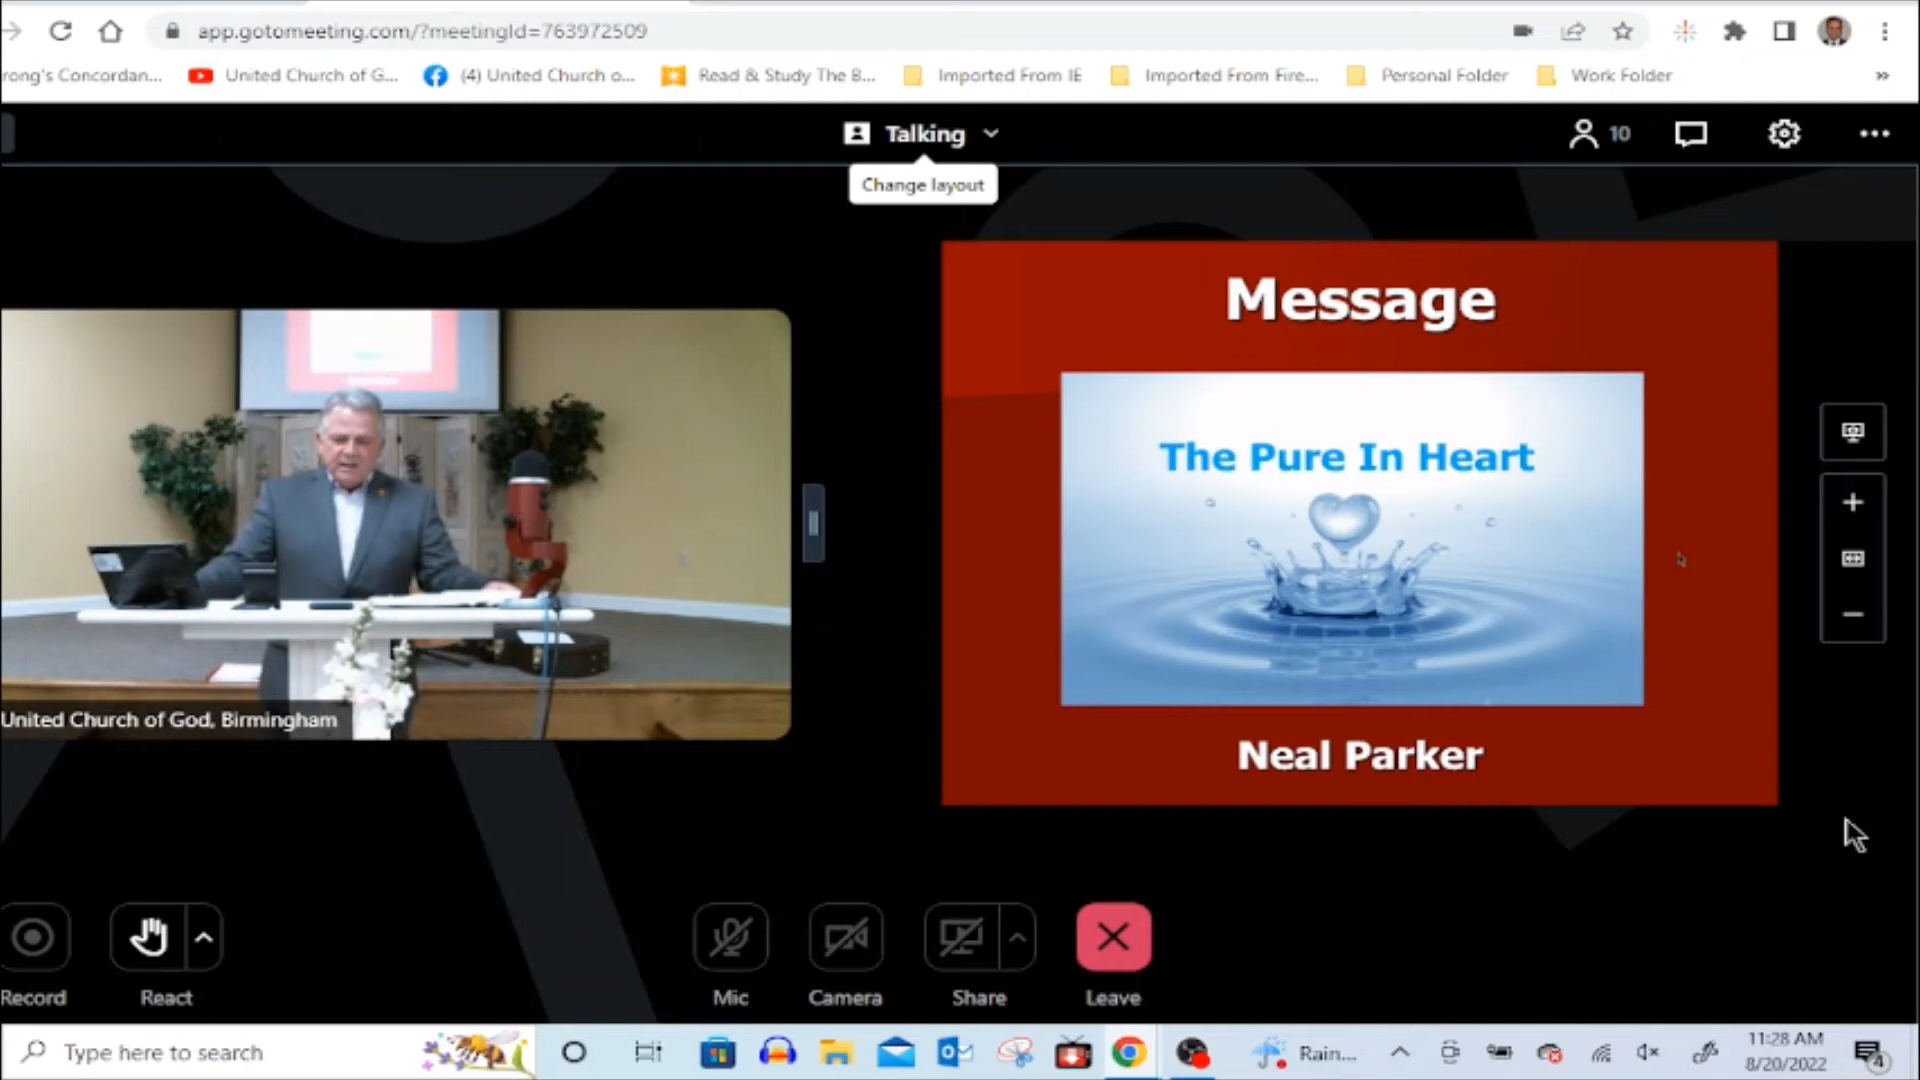 app.gotomeeting.com/?meetingId=763972509
rong's Concordan...
United Church of G...
(4) United Church o...
Read & Study The B...
Imported From IE
Imported From Fire...
Personal Folder
Work Folder
»
Talking
10
Change layout
Message
The Pure In Heart
Neal Parker
United Church of God, Birmingham
Record
React
Mic
Camera
Share
Leave
Type here to search
Rain...
11:28 AM
8/20/2022
4